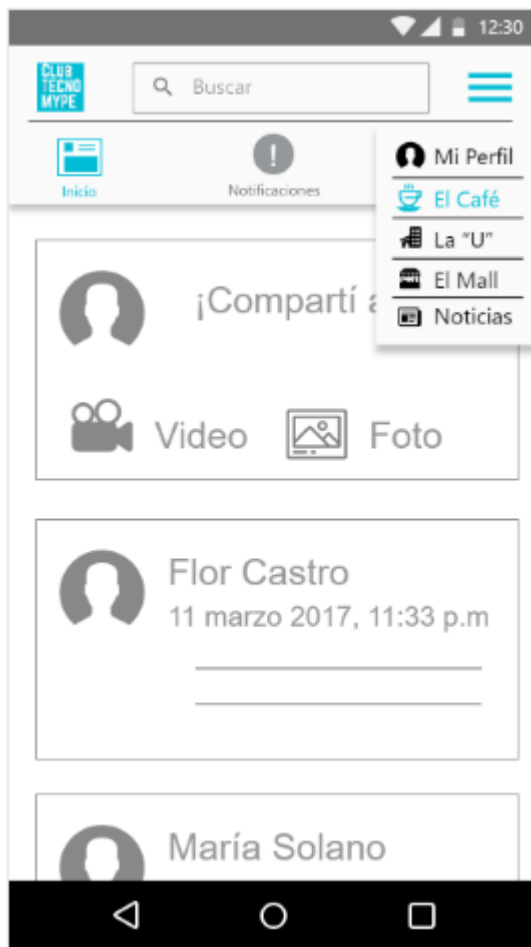 12:30
CLUB
TECNO
MYPE
Buscar
Inicio
Notificaciones
Mi Perfil
El Café
La "U"
El Mall
Noticias
¡Compartí a
Video
Foto
Flor Castro
11 marzo 2017, 11:33 p.m
María Solano